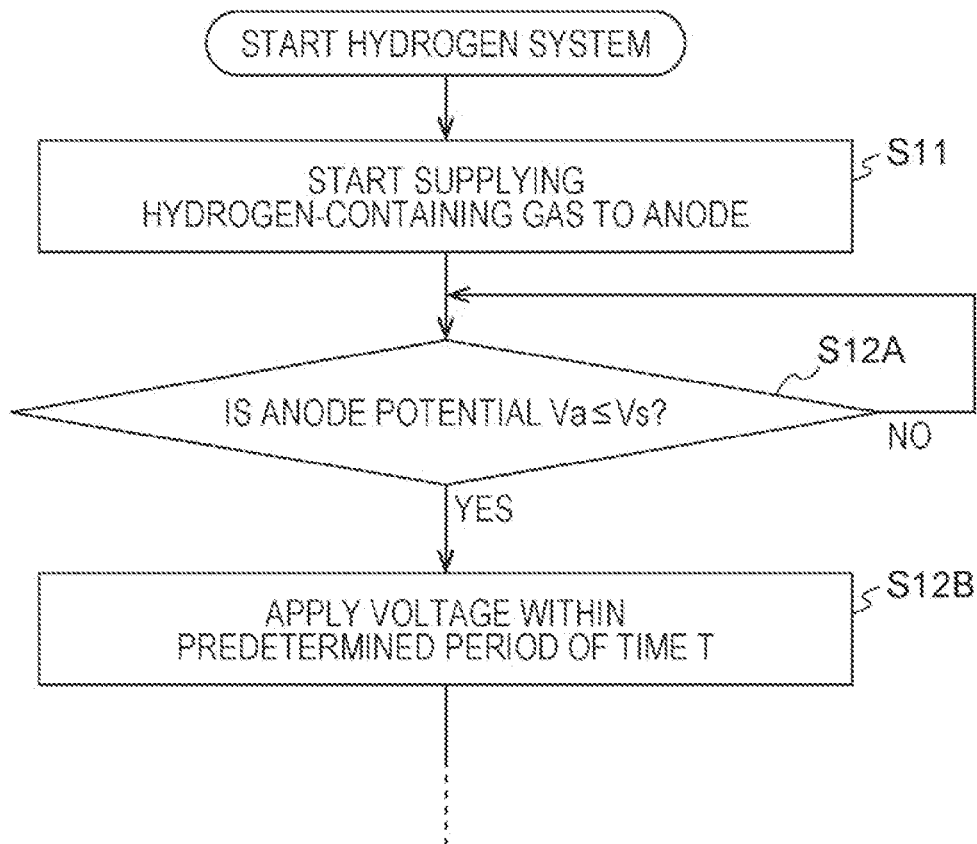 START HYDROGEN SYSTEM
START SUPPLYING
HYDROGEN-CONTAINING GAS TO ANODE
S11
S12A
IS ANODE POTENTIAL Va≤Vs?
NO
YES
APPLY VOLTAGE WITHIN
PREDETERMINED PERIOD OF TIME T
S12B